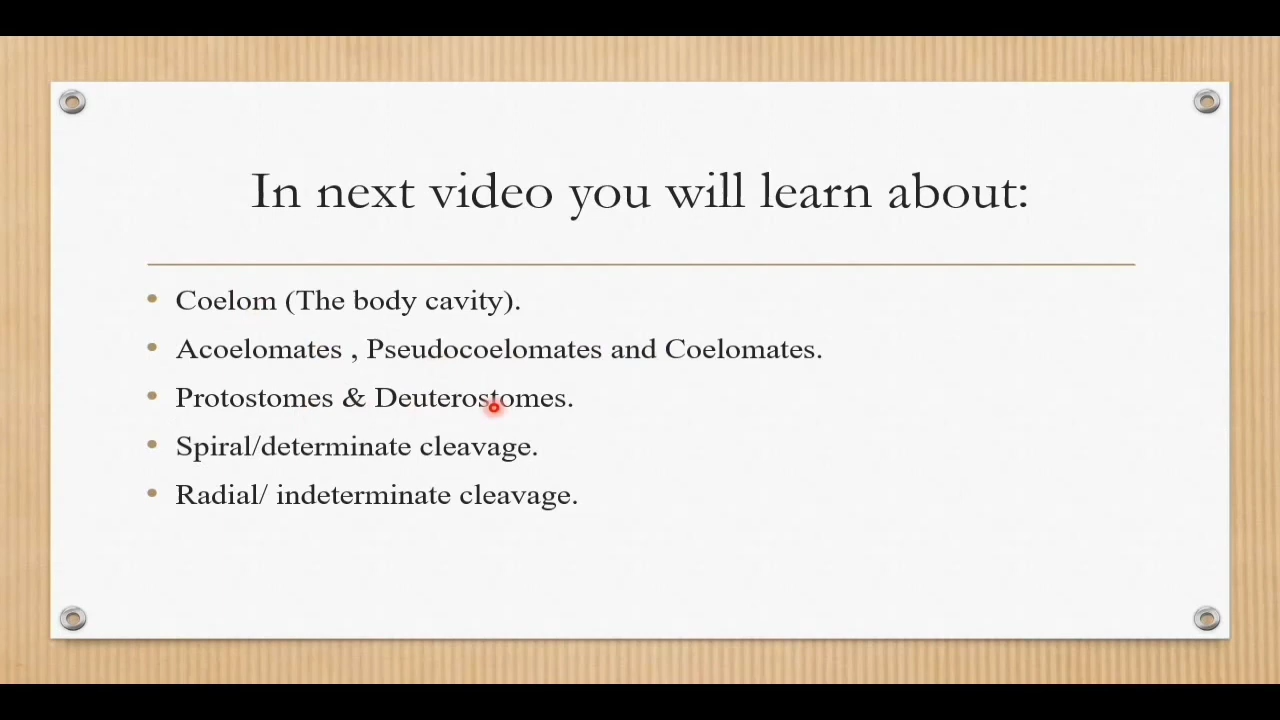 In next video you will learn about:
Coelom (The body cavity).
Acoelomates , Pseudocoelomates and Coelomates.
Protostomes & Deuterostomes.
Spiral/determinate cleavage.
Radial/ indeterminate cleavage.